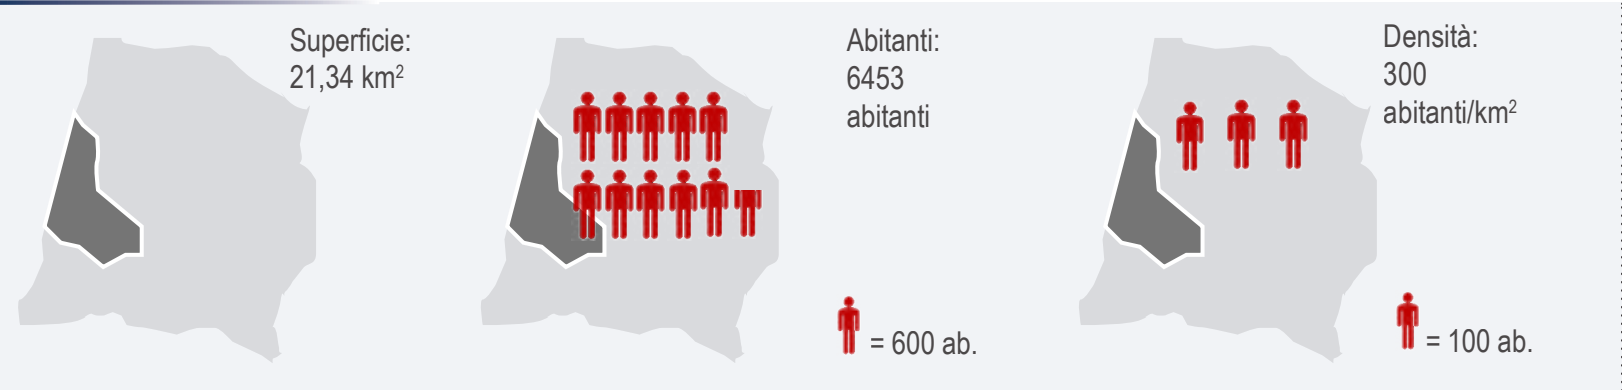 Superficie:
21,34 km²
Abitanti:
6453
abitanti
= 600 ab.
Densità:
300
abitanti/km²
= 100 ab.